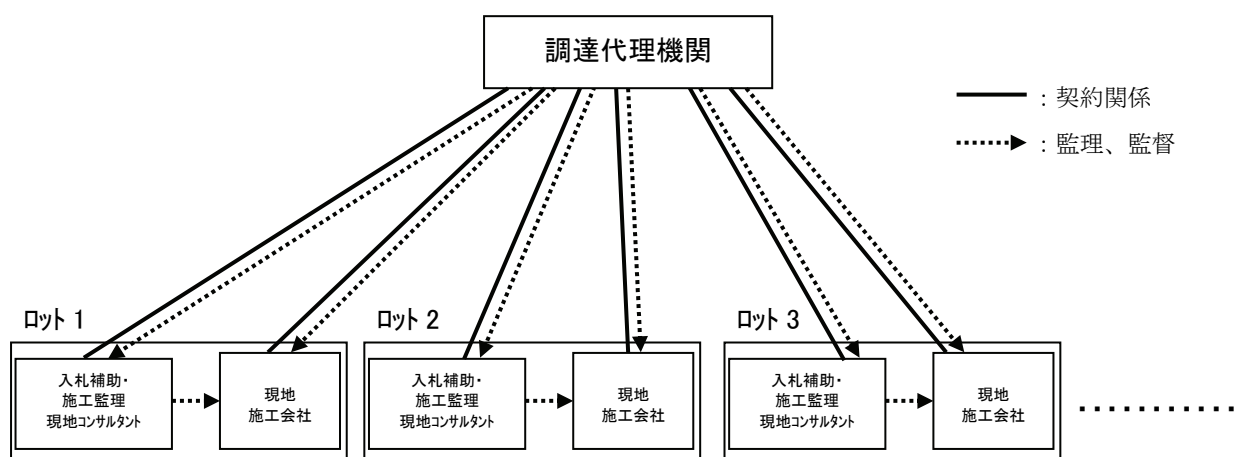 調達代理機関
：契約関係
：監理、監督
ロット 1
ロット 2
ロット 3
入札補助・
施工監理
現地コンサルタント
現地
施工会社
入札補助・
施工監理
現地コンサルタント
現地
施工会社
入札補助・
施工監理
現地コンサルタント
現地
施工会社